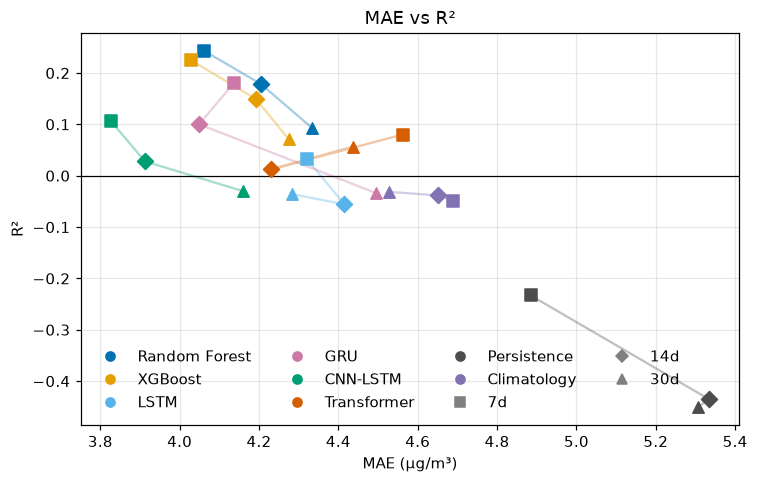 MAE vs R²
R²
0.2
0.1
0.0
−0.1
−0.2
−0.3
−0.4
Random Forest GRU Persistence 14d
XGBoost CNN-LSTM Climatology 30d
LSTM Transformer 7d
3.8 4.0 4.2 4.4 4.6 4.8 5.0 5.2 5.4
MAE (µg/m³)